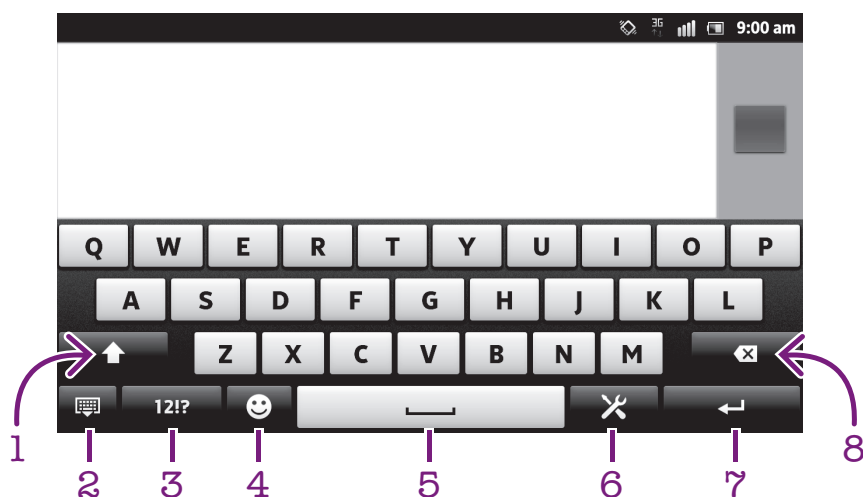 3G 9:00 am
Q W E R T Y U I O P
A S D F G H J K L
Z X C V B N M
12!?
1 2 3 4 5 6 7 8